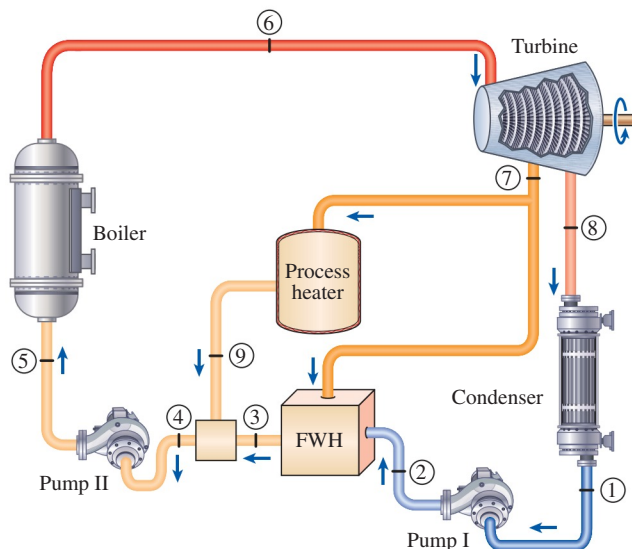 6
Turbine
7
Boiler
8
Process
heater
5
9
Condenser
4
3
FWH
2
Pump II
1
Pump I